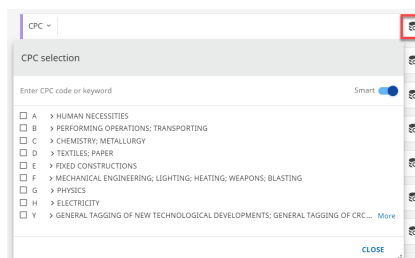 CPC
CPC selection
Enter CPC code or keyword Smart
A > HUMAN NECESSITIES
B > PERFORMING OPERATIONS; TRANSPORTING
C > CHEMISTRY; METALLURGY
D > TEXTILES; PAPER
E > FIXED CONSTRUCTIONS
F > MECHANICAL ENGINEERING; LIGHTING; HEATING; WEAPONS; BLASTING
G > PHYSICS
H > ELECTRICITY
Y > GENERAL TAGGING OF NEW TECHNOLOGICAL DEVELOPMENTS; GENERAL TAGGING OF CRC... More
CLOSE